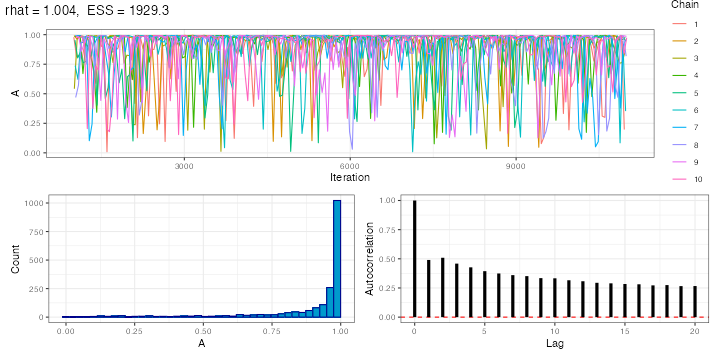 rhat = 1.004, ESS = 1929.3
Chain
1
2
3
4
5
6
7
8
9
10
A
1.00
0.75
0.50
0.25
0.00
3000 6000 9000
Iteration
Count
1000
750
500
250
0
0.00 0.25 0.50 0.75 1.00
A
Autocorrelation
1.00
0.75
0.50
0.25
0.00
0 5 10 15 20
Lag